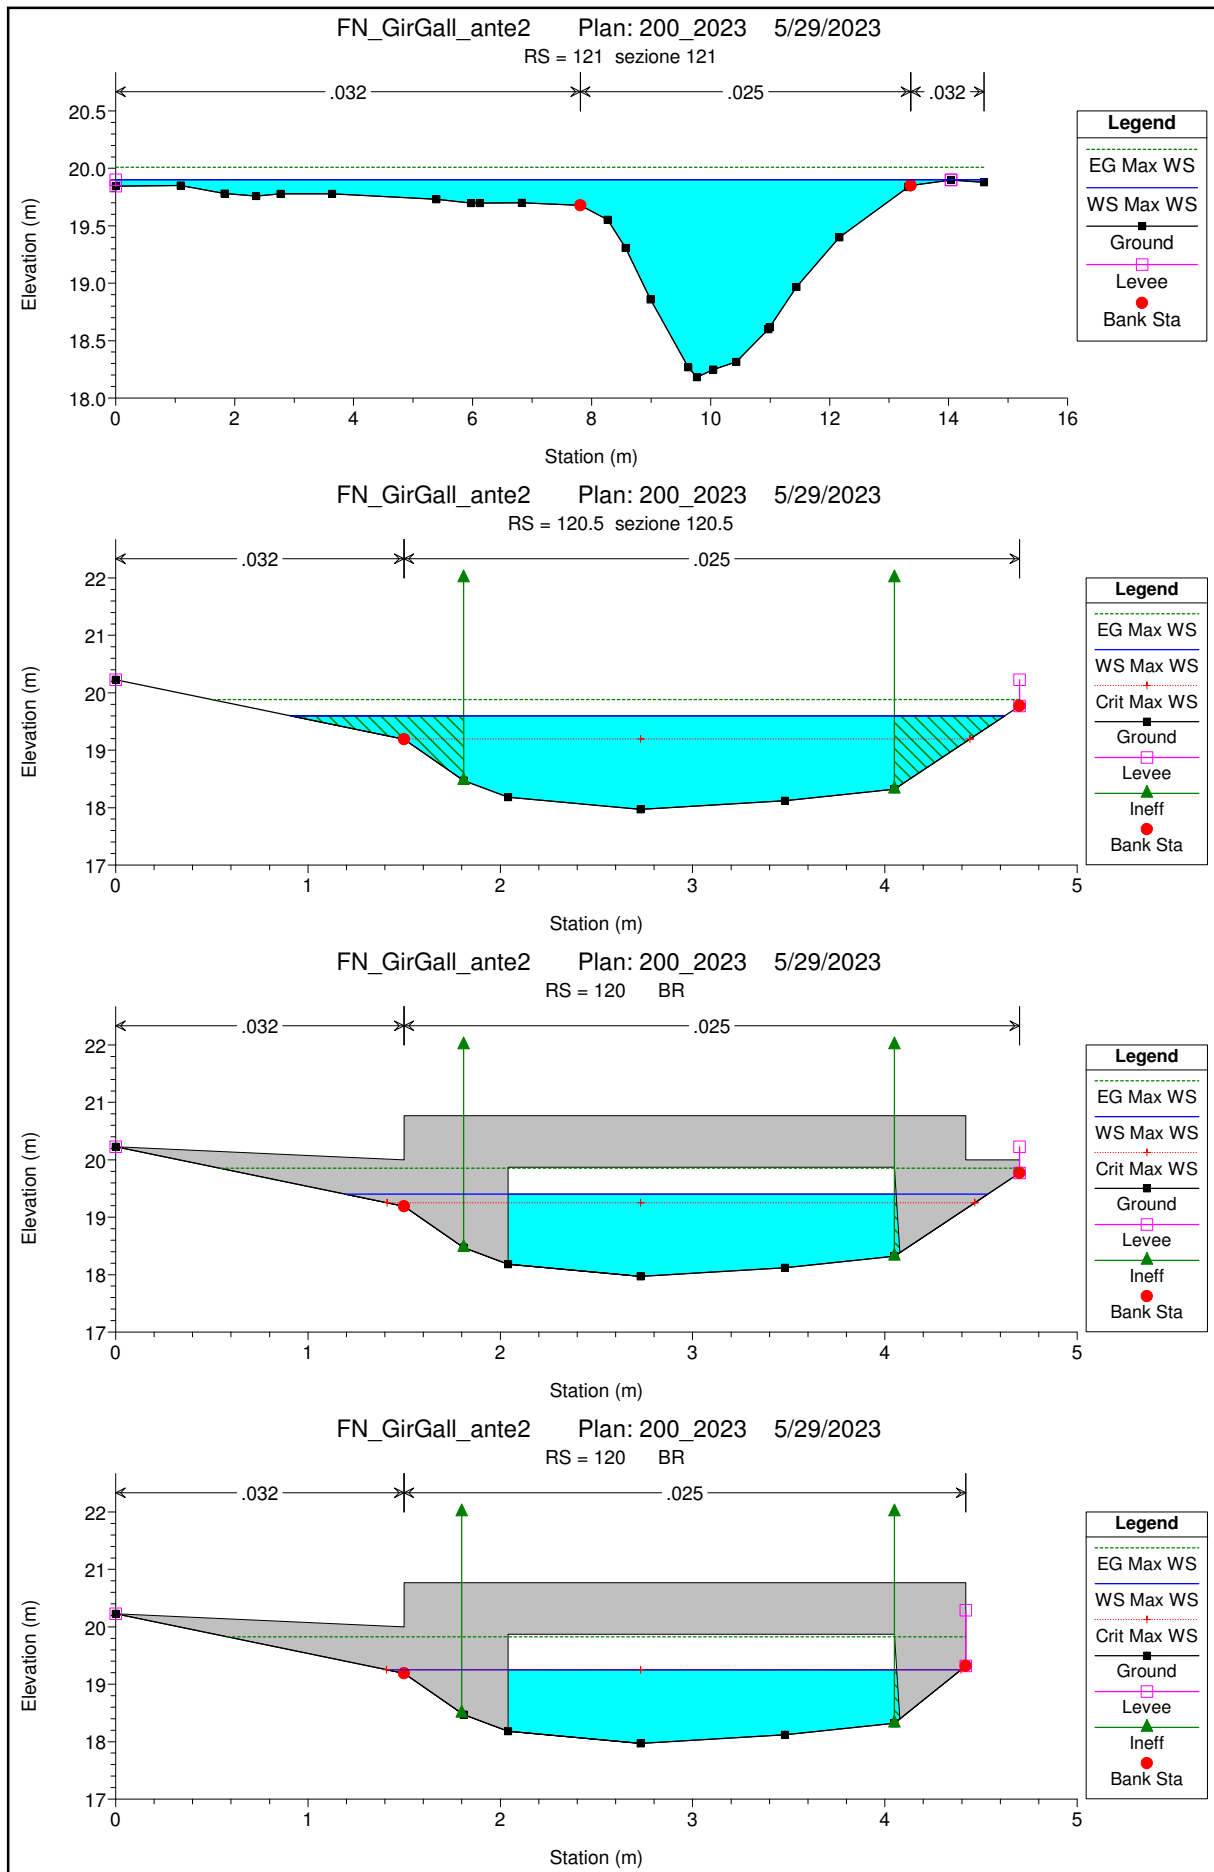 FN_GirGall_ante2 Plan: 200_2023 5/29/2023
RS = 121 sezione 121
.032 .025 .032
Elevation (m)
20.5
20.0
19.5
19.0
18.5
18.0
0 2 4 6 8 10 12 14 16
Station (m)
Legend
EG Max WS
WS Max WS
Ground
Levee
Bank Sta
FN_GirGall_ante2 Plan: 200_2023 5/29/2023
RS = 120.5 sezione 120.5
.032 .025
Elevation (m)
22
21
20
19
18
17
0 1 2 3 4 5
Station (m)
Legend
EG Max WS
WS Max WS
Crit Max WS
Ground
Levee
Ineff
Bank Sta
FN_GirGall_ante2 Plan: 200_2023 5/29/2023
RS = 120 BR
.032 .025
Elevation (m)
22
21
20
19
18
17
0 1 2 3 4 5
Station (m)
Legend
EG Max WS
WS Max WS
Crit Max WS
Ground
Levee
Ineff
Bank Sta
FN_GirGall_ante2 Plan: 200_2023 5/29/2023
RS = 120 BR
.032 .025
Elevation (m)
22
21
20
19
18
17
0 1 2 3 4 5
Station (m)
Legend
EG Max WS
WS Max WS
Crit Max WS
Ground
Levee
Ineff
Bank Sta